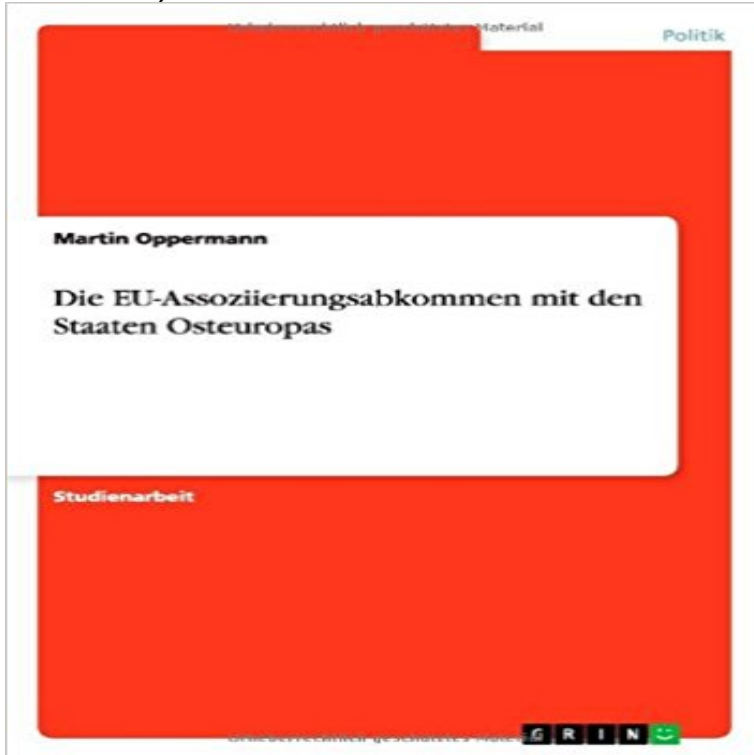 Politik
Martin Oppermann
Die EU-Assoziierungsabkommen mit den
Staaten Osteuropas
Studienarbeit
GRIN